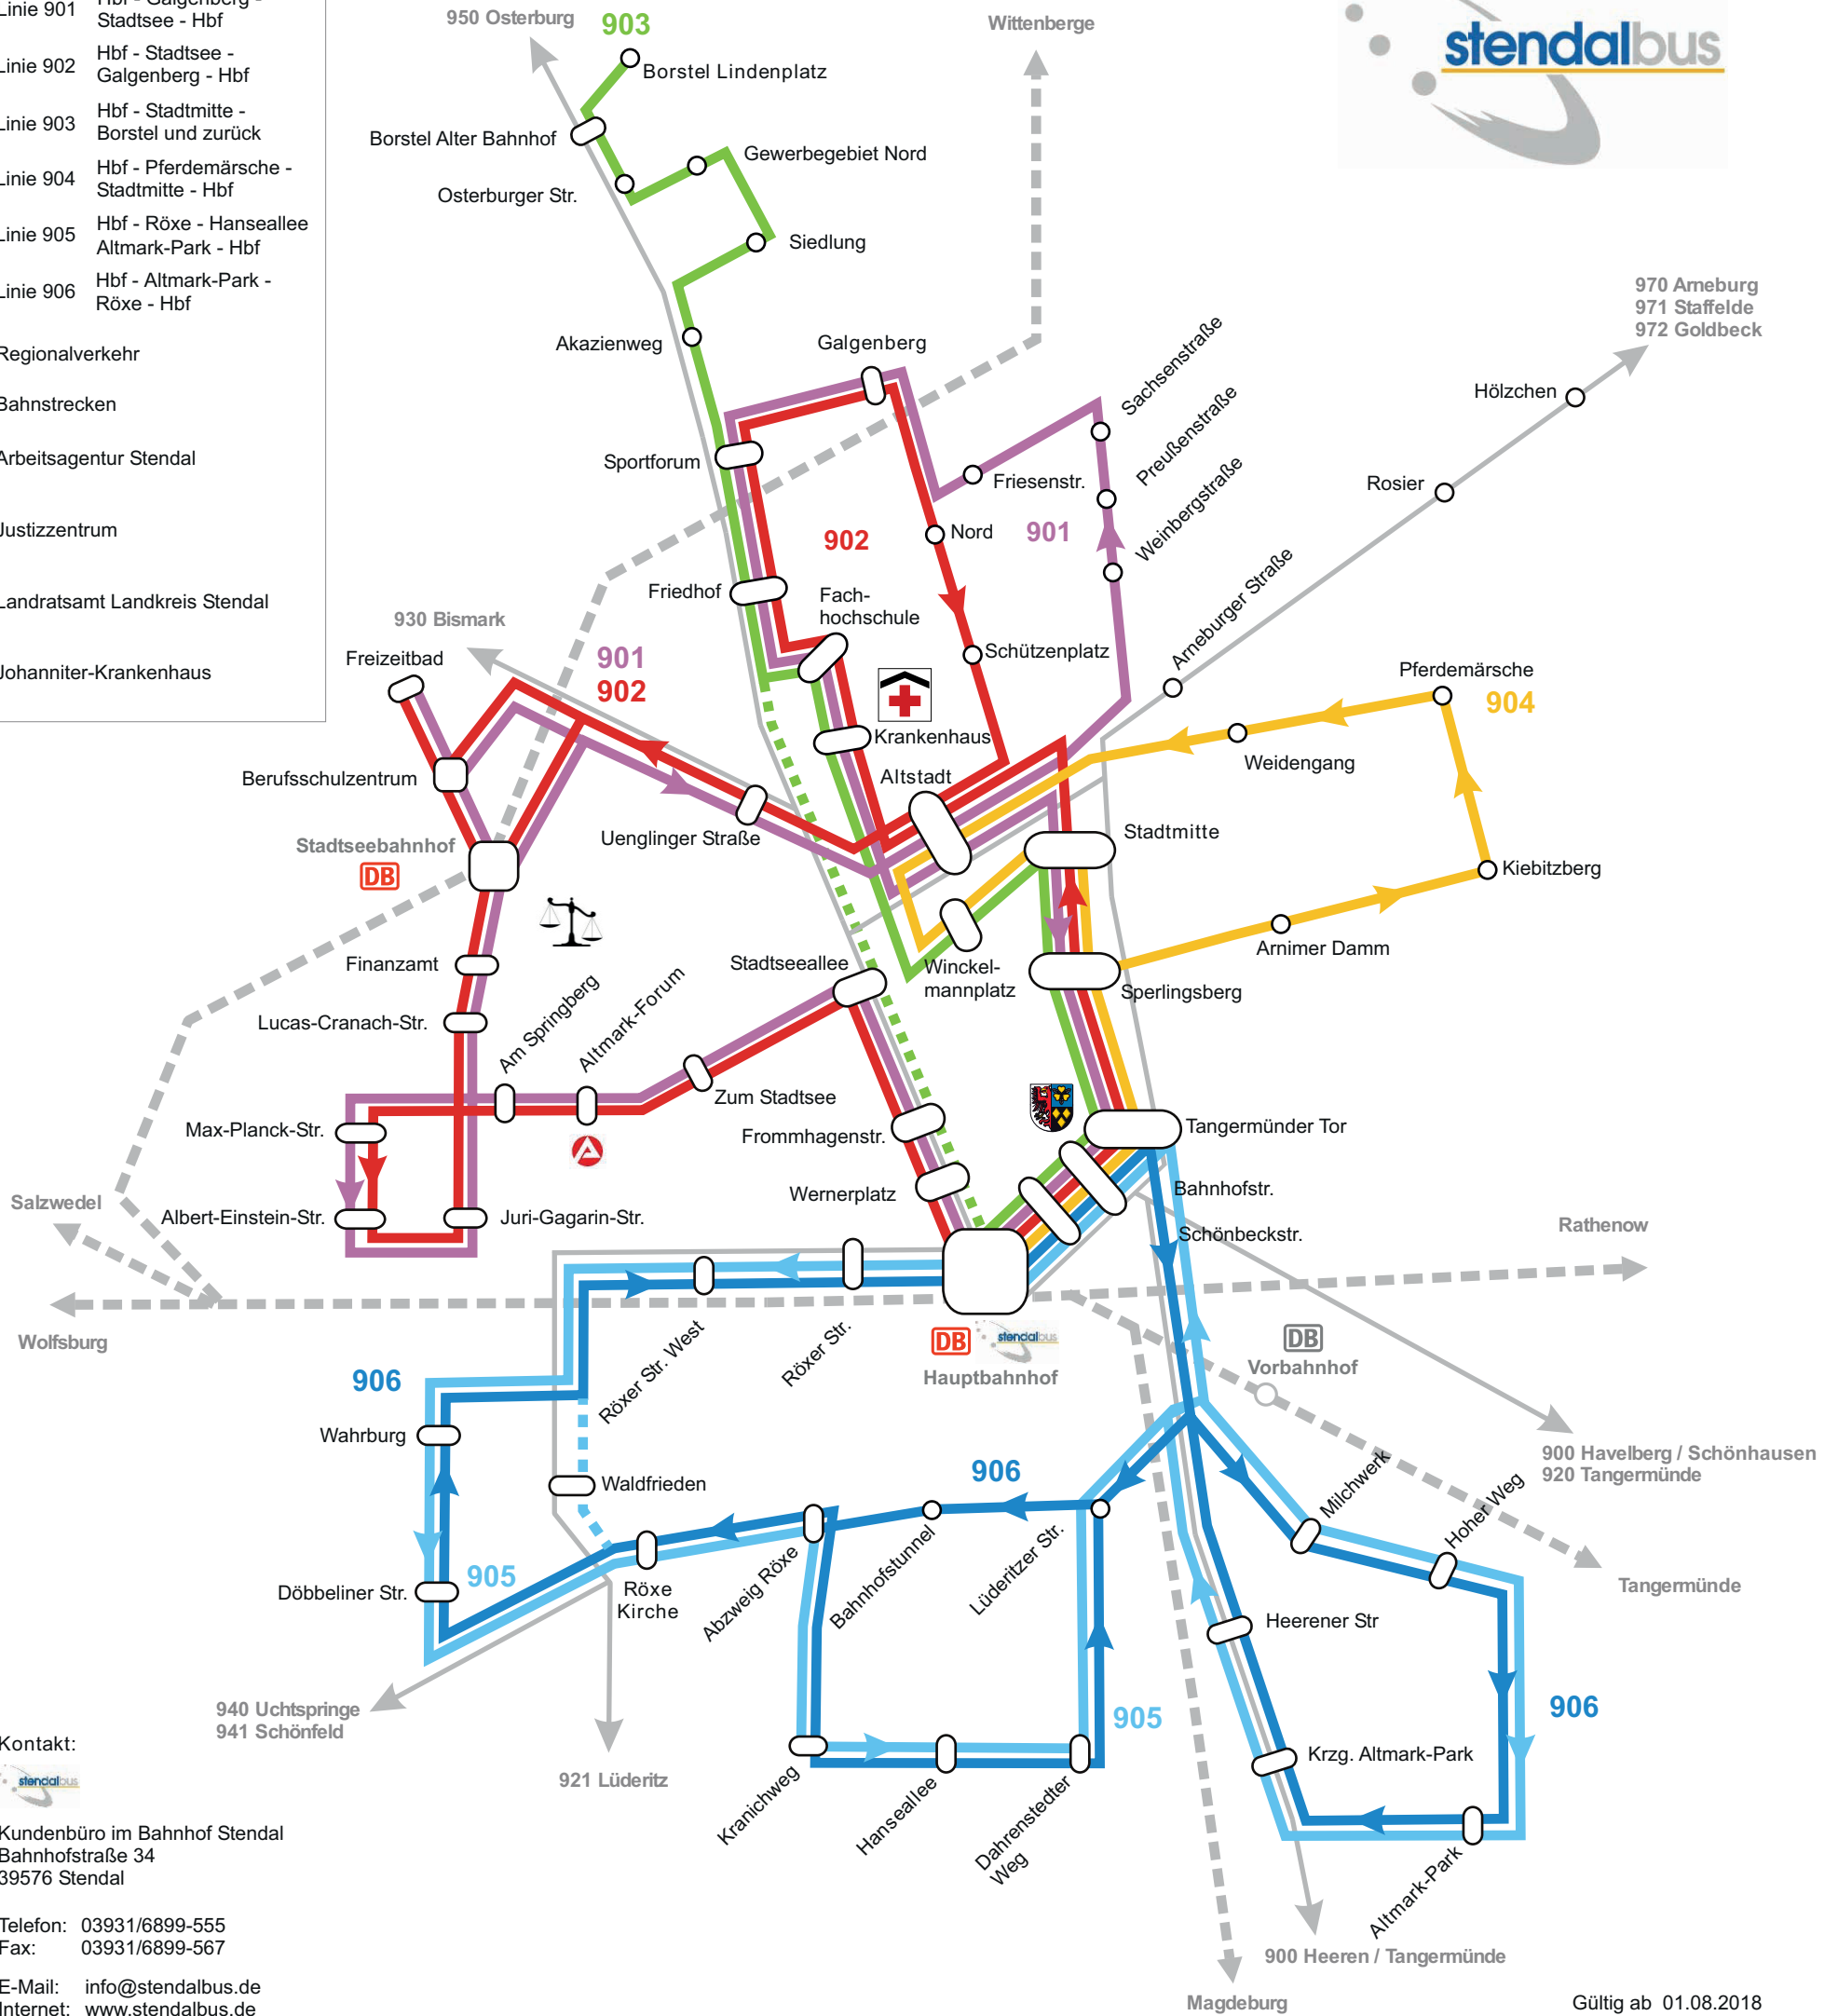 Linie 901
Hbf - Galgenberg -
Stadtsee - Hbf
Linie 902
Hbf - Stadtsee -
Galgenberg - Hbf
Linie 903
Hbf - Stadtmitte -
Borstel und zurück
Linie 904
Hbf - Pferdemärsche -
Stadtmitte - Hbf
Linie 905
Hbf - Röxe - Hanseallee
Altmark-Park - Hbf
Linie 906
Hbf - Altmark-Park -
Röxe - Hbf
Regionalverkehr
Bahnstrecken
Arbeitsagentur Stendal
Justizzentrum
Landratsamt Landkreis Stendal
Johanniter-Krankenhaus
950 Osterburg
903
Wittenberge
stendalbus
Borstel Lindenplatz
Borstel Alter Bahnhof
Gewerbegebiet Nord
Osterburger Str.
Siedlung
970 Arneburg
971 Staffelde
972 Goldbeck
Akazienweg
Galgenberg
Sachsenstraße
Hölzchen
Preußenstraße
Sportforum
Friesenstr.
Weinbergstraße
Rosier
902
Nord
901
Friedhof
Fach-
hochschule
Arneburger Straße
930 Bismark
Freizeitbad
901
902
Schützenplatz
Pferdemärsche
904
Krankenhaus
Weidengang
Berufsschulzentrum
Altstadt
Uenglinger Straße
Stadtmitte
Stadtseebahnhof
DB
Kiebitzberg
Arnimer Damm
Finanzamt
Stadtseeallee
Winckel-
mannplatz
Sperlingsberg
Lucas-Cranach-Str.
Am Springberg
Altmark-Forum
Zum Stadtsee
Max-Planck-Str.
Frommhagenstr.
Tangermünder Tor
Wernerplatz
Bahnhofstr.
Salzwedel
Albert-Einstein-Str.
Juri-Gagarin-Str.
Schönbeckstr.
Rathenow
Wolfsburg
Röxer Str. West
Röxer Str.
DB
stendalbus
Hauptbahnhof
DB
Vorbahnhof
906
Wahrburg
900 Havelberg / Schönhausen
920 Tangermünde
Waldfrieden
906
Milchwerk
Hoher Weg
Döbbeliner Str.
905
Röxe
Kirche
Abzweig Röxe
Bahnhofstunnel
Lüderitzer Str.
Tangermünde
Heerener Str
940 Uchtspringe
941 Schönfeld
905
906
Krzg. Altmark-Park
921 Lüderitz
Kranichweg
Hanseallee
Dahrenstedter
Weg
Altmark-Park
900 Heeren / Tangermünde
Magdeburg
Kontakt:
stendalbus
Kundenbüro im Bahnhof Stendal
Bahnhofstraße 34
39576 Stendal
Telefon: 03931/6899-555
Fax: 03931/6899-567
E-Mail: info@stendalbus.de
Internet: www.stendalbus.de
Gültig ab 01.08.2018